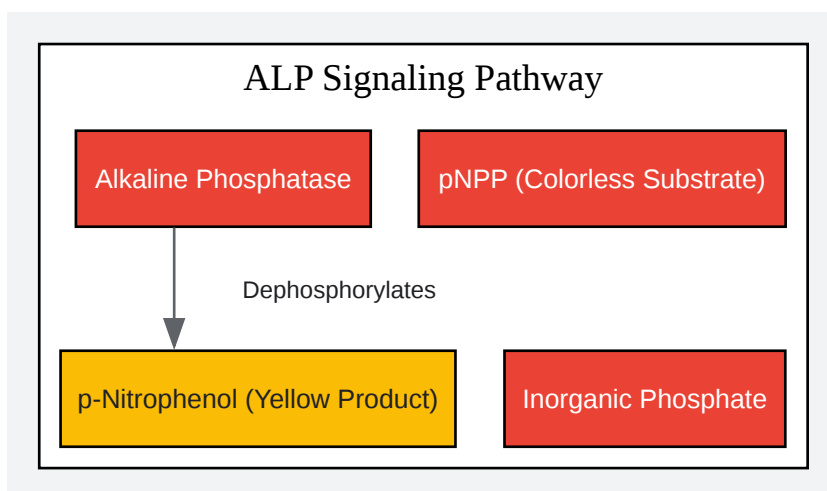 ALP Signaling Pathway
Alkaline Phosphatase
pNPP (Colorless Substrate)
Dephosphorylates
p-Nitrophenol (Yellow Product)
Inorganic Phosphate